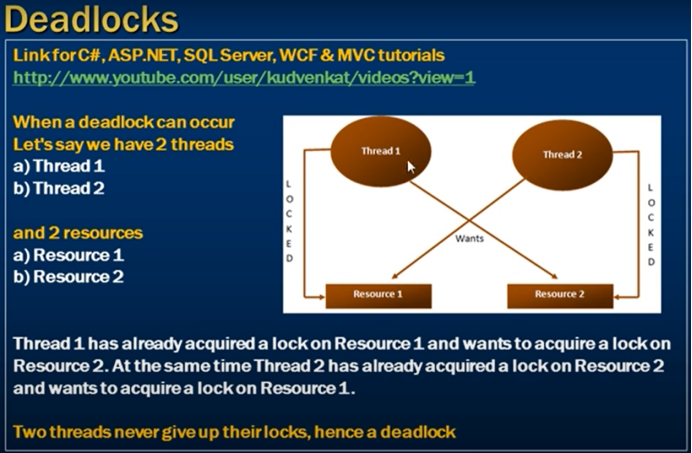 Deadlocks
Link for C#, ASP.NET, SQL Server, WCF & MVC tutorials
http://www.youtube.com/user/kudvenkat/videos?view=1
When a deadlock can occur
Let's say we have 2 threads
a) Thread 1
b) Thread 2
and 2 resources
a) Resource 1
b) Resource 2
Thread 1
Thread 2
LOCKED
Wants
LOCKED
Resource 1
Resource 2
Thread 1 has already acquired a lock on Resource 1 and wants to acquire a lock on
Resource 2. At the same time Thread 2 has already acquired a lock on Resource 2
and wants to acquire a lock on Resource 1.
Two threads never give up their locks, hence a deadlock